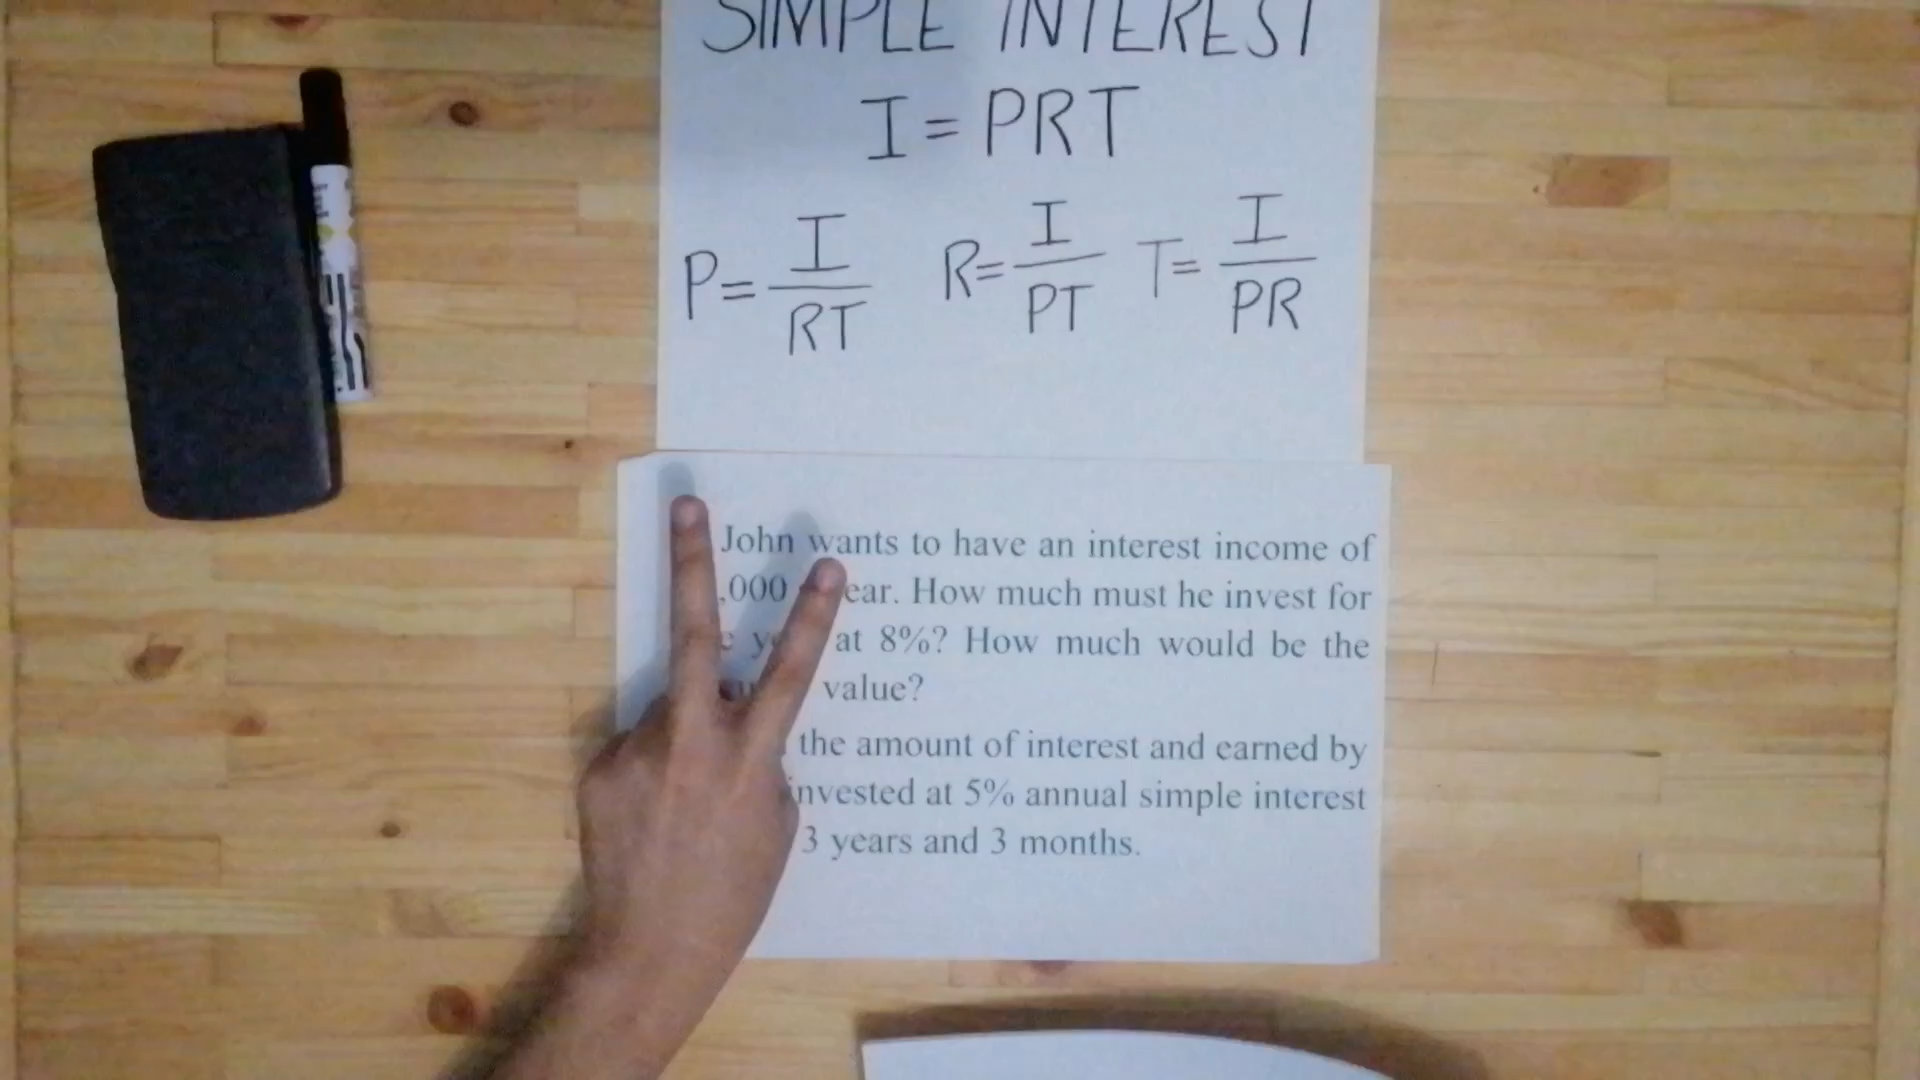 SIMPLE INTEREST
I = PRT
P = I/RT R = I/PT T = I/PR
John wants to have an interest income of
,000 How much must he invest for
at 8%? How much would be the
value?
the amount of interest and earned by
invested at 5% annual simple interest
3 years and 3 months.